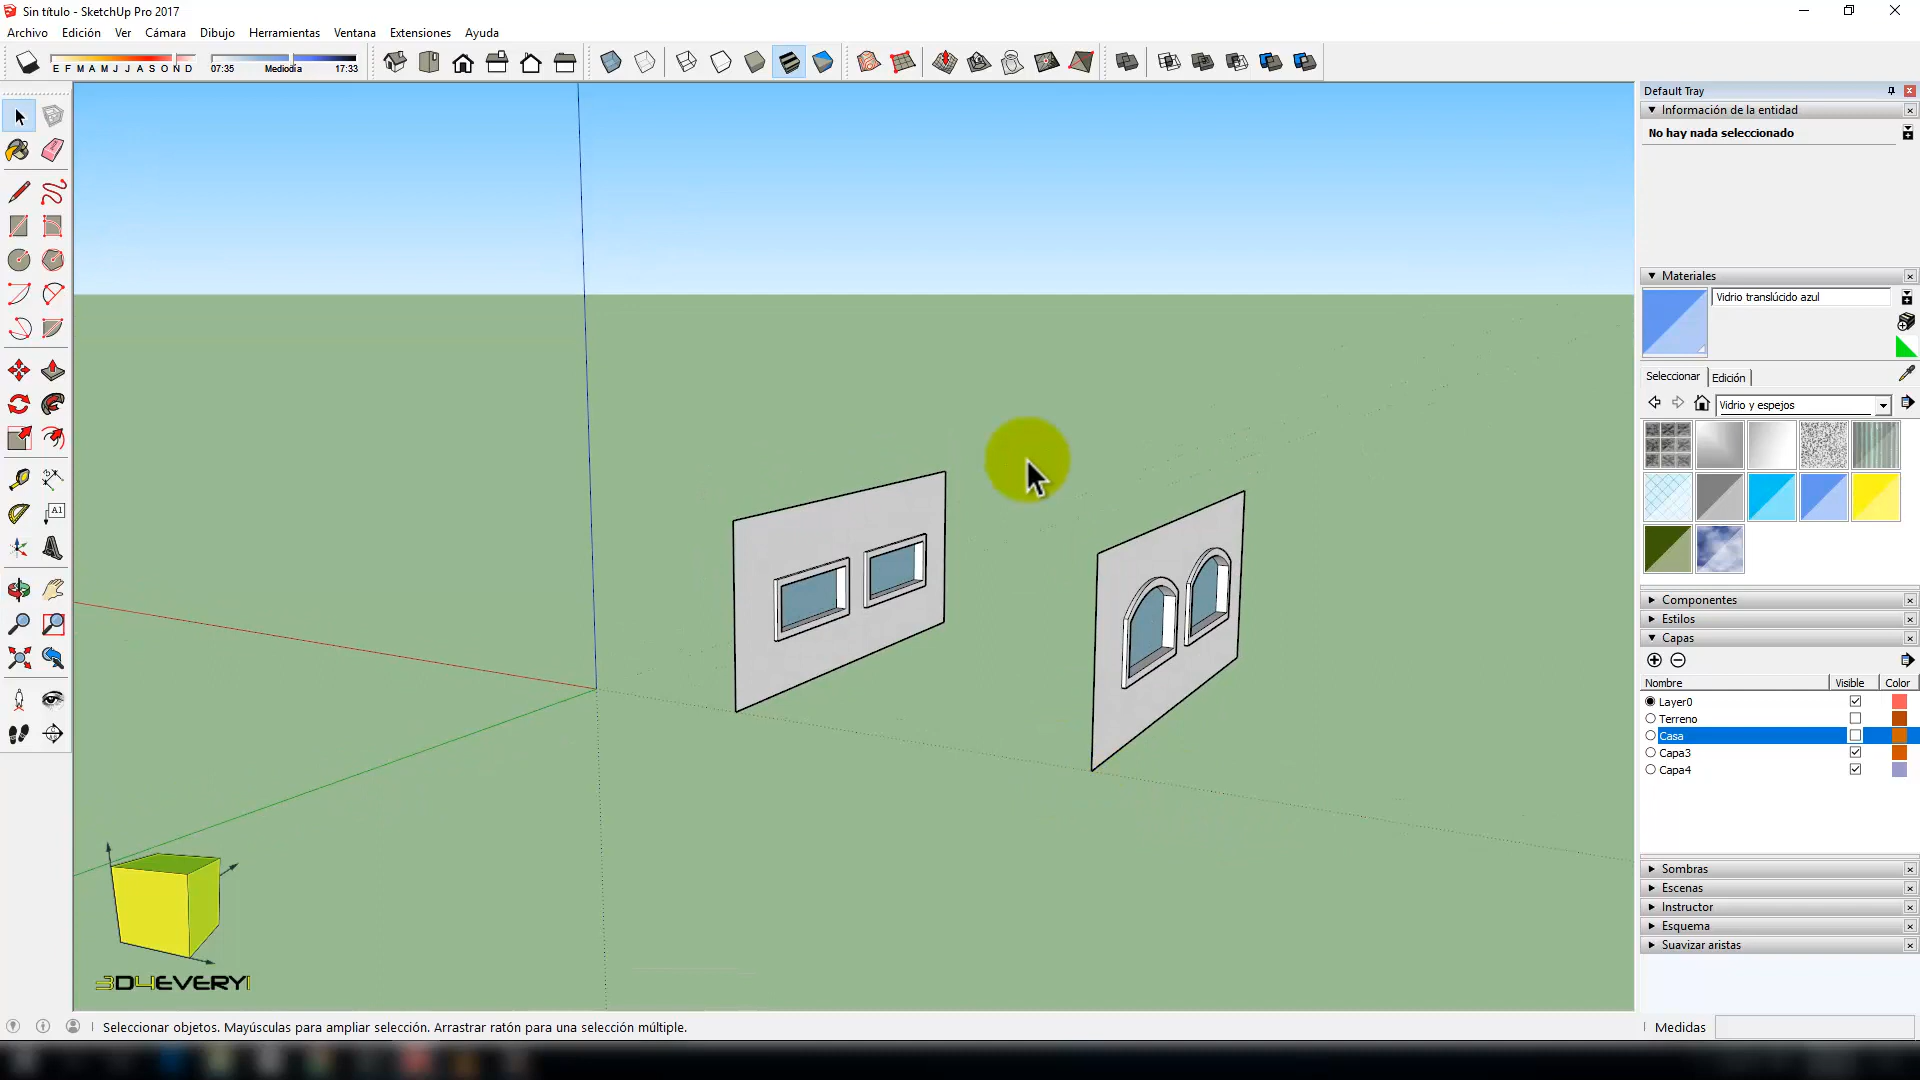 Sin título - SketchUp Pro 2017
Archivo Edición Ver Cámara Dibujo Herramientas Ventana Extensiones Ayuda
E F M A M J J A S O N D 07:35 Mediodía 17:33
Default Tray
Información de la entidad
No hay nada seleccionado
Materiales
Vidrio translúcido azul
Seleccionar Edición
Vidrio y espejos
Componentes
Estilos
Capas
Nombre Visible Color
Layer0
Terreno
Casa
Capa3
Capa4
Sombras
Escenas
Instructor
Esquema
Suavizar aristas
A1
3D4EVERY1
Seleccionar objetos. Mayúsculas para ampliar selección. Arrastrar ratón para una selección múltiple.
Medidas